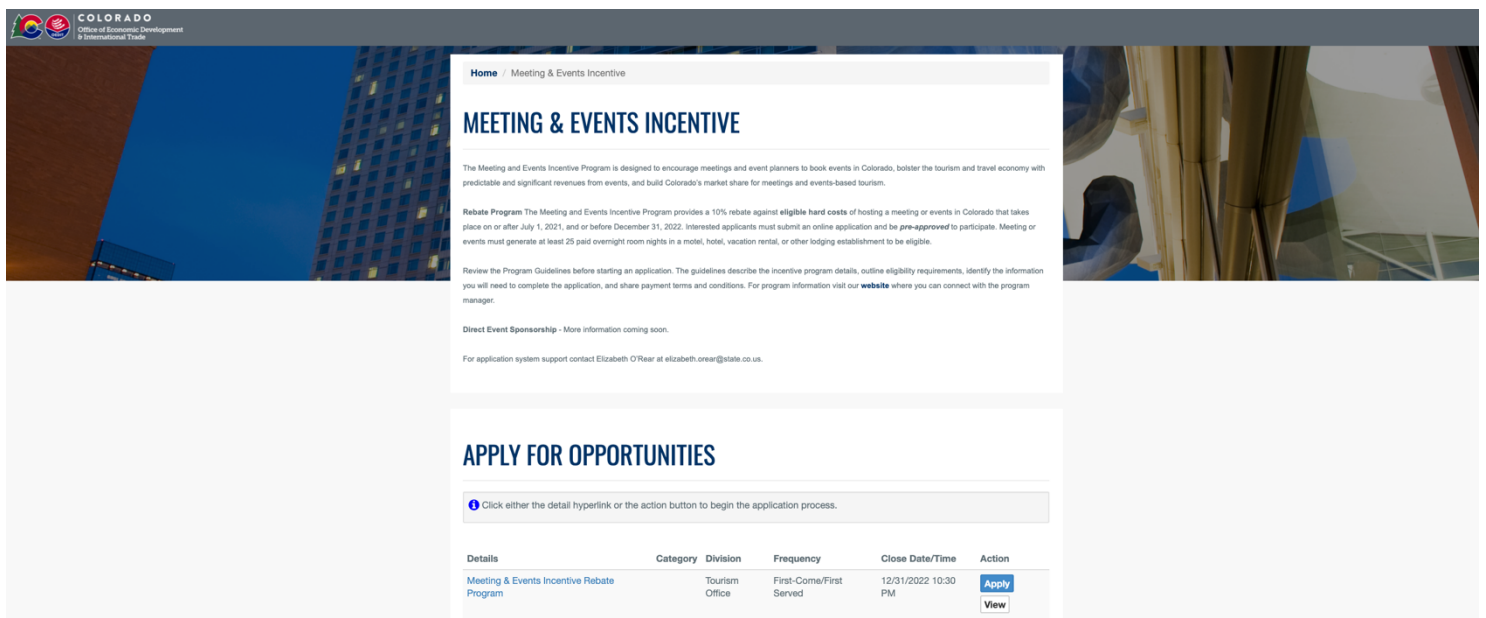 COLORADO
Office of Economic Development
& International Trade
Home / Meeting & Events Incentive
MEETING & EVENTS INCENTIVE
The Meeting and Events Incentive Program is designed to encourage meetings and event planners to book events in Colorado, bolster the tourism and travel economy with
predictable and significant revenues from events, and build Colorado's market share for meetings and events-based tourism.
Rebate Program The Meeting and Events Incentive Program provides a 10% rebate against eligible hard costs of hosting a meeting or events in Colorado that takes
place on or after July 1, 2021, and or before December 31, 2022. Interested applicants must submit an online application and be pre-approved to participate. Meeting or
events must generate at least 25 paid overnight room nights in a motel, hotel, vacation rental, or other lodging establishment to be eligible.
Review the Program Guidelines before starting an application. The guidelines describe the incentive program details, outline eligibility requirements, identify the information
you will need to complete the application, and share payment terms and conditions. For program information visit our website where you can connect with the program
manager.
Direct Event Sponsorship - More information coming soon.
For application system support contact Elizabeth O'Rear at elizabeth.orear@state.co.us.
APPLY FOR OPPORTUNITIES
Click either the detail hyperlink or the action button to begin the application process.
Details Category Division Frequency Close Date/Time Action
Meeting & Events Incentive Rebate Tourism First-Come/First 12/31/2022 10:30 Apply
Program Office Served PM
View